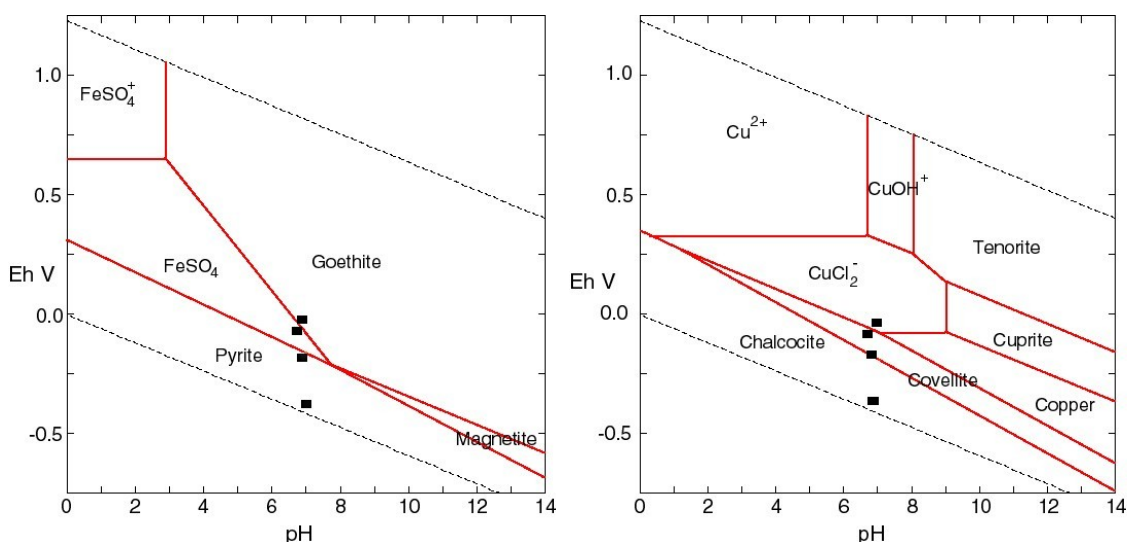 1.0
0.5
Eh V
0.0
-0.5
FeSO₄⁺
FeSO₄
Goethite
Pyrite
Magnetite
0 2 4 6 8 10 12 14
pH
1.0
0.5
Eh V
0.0
-0.5
Cu²⁺
CuOH⁺
Tenorite
CuCl₂⁻
Chalcocite
Cuprite
Covellite
Copper
0 2 4 6 8 10 12 14
pH